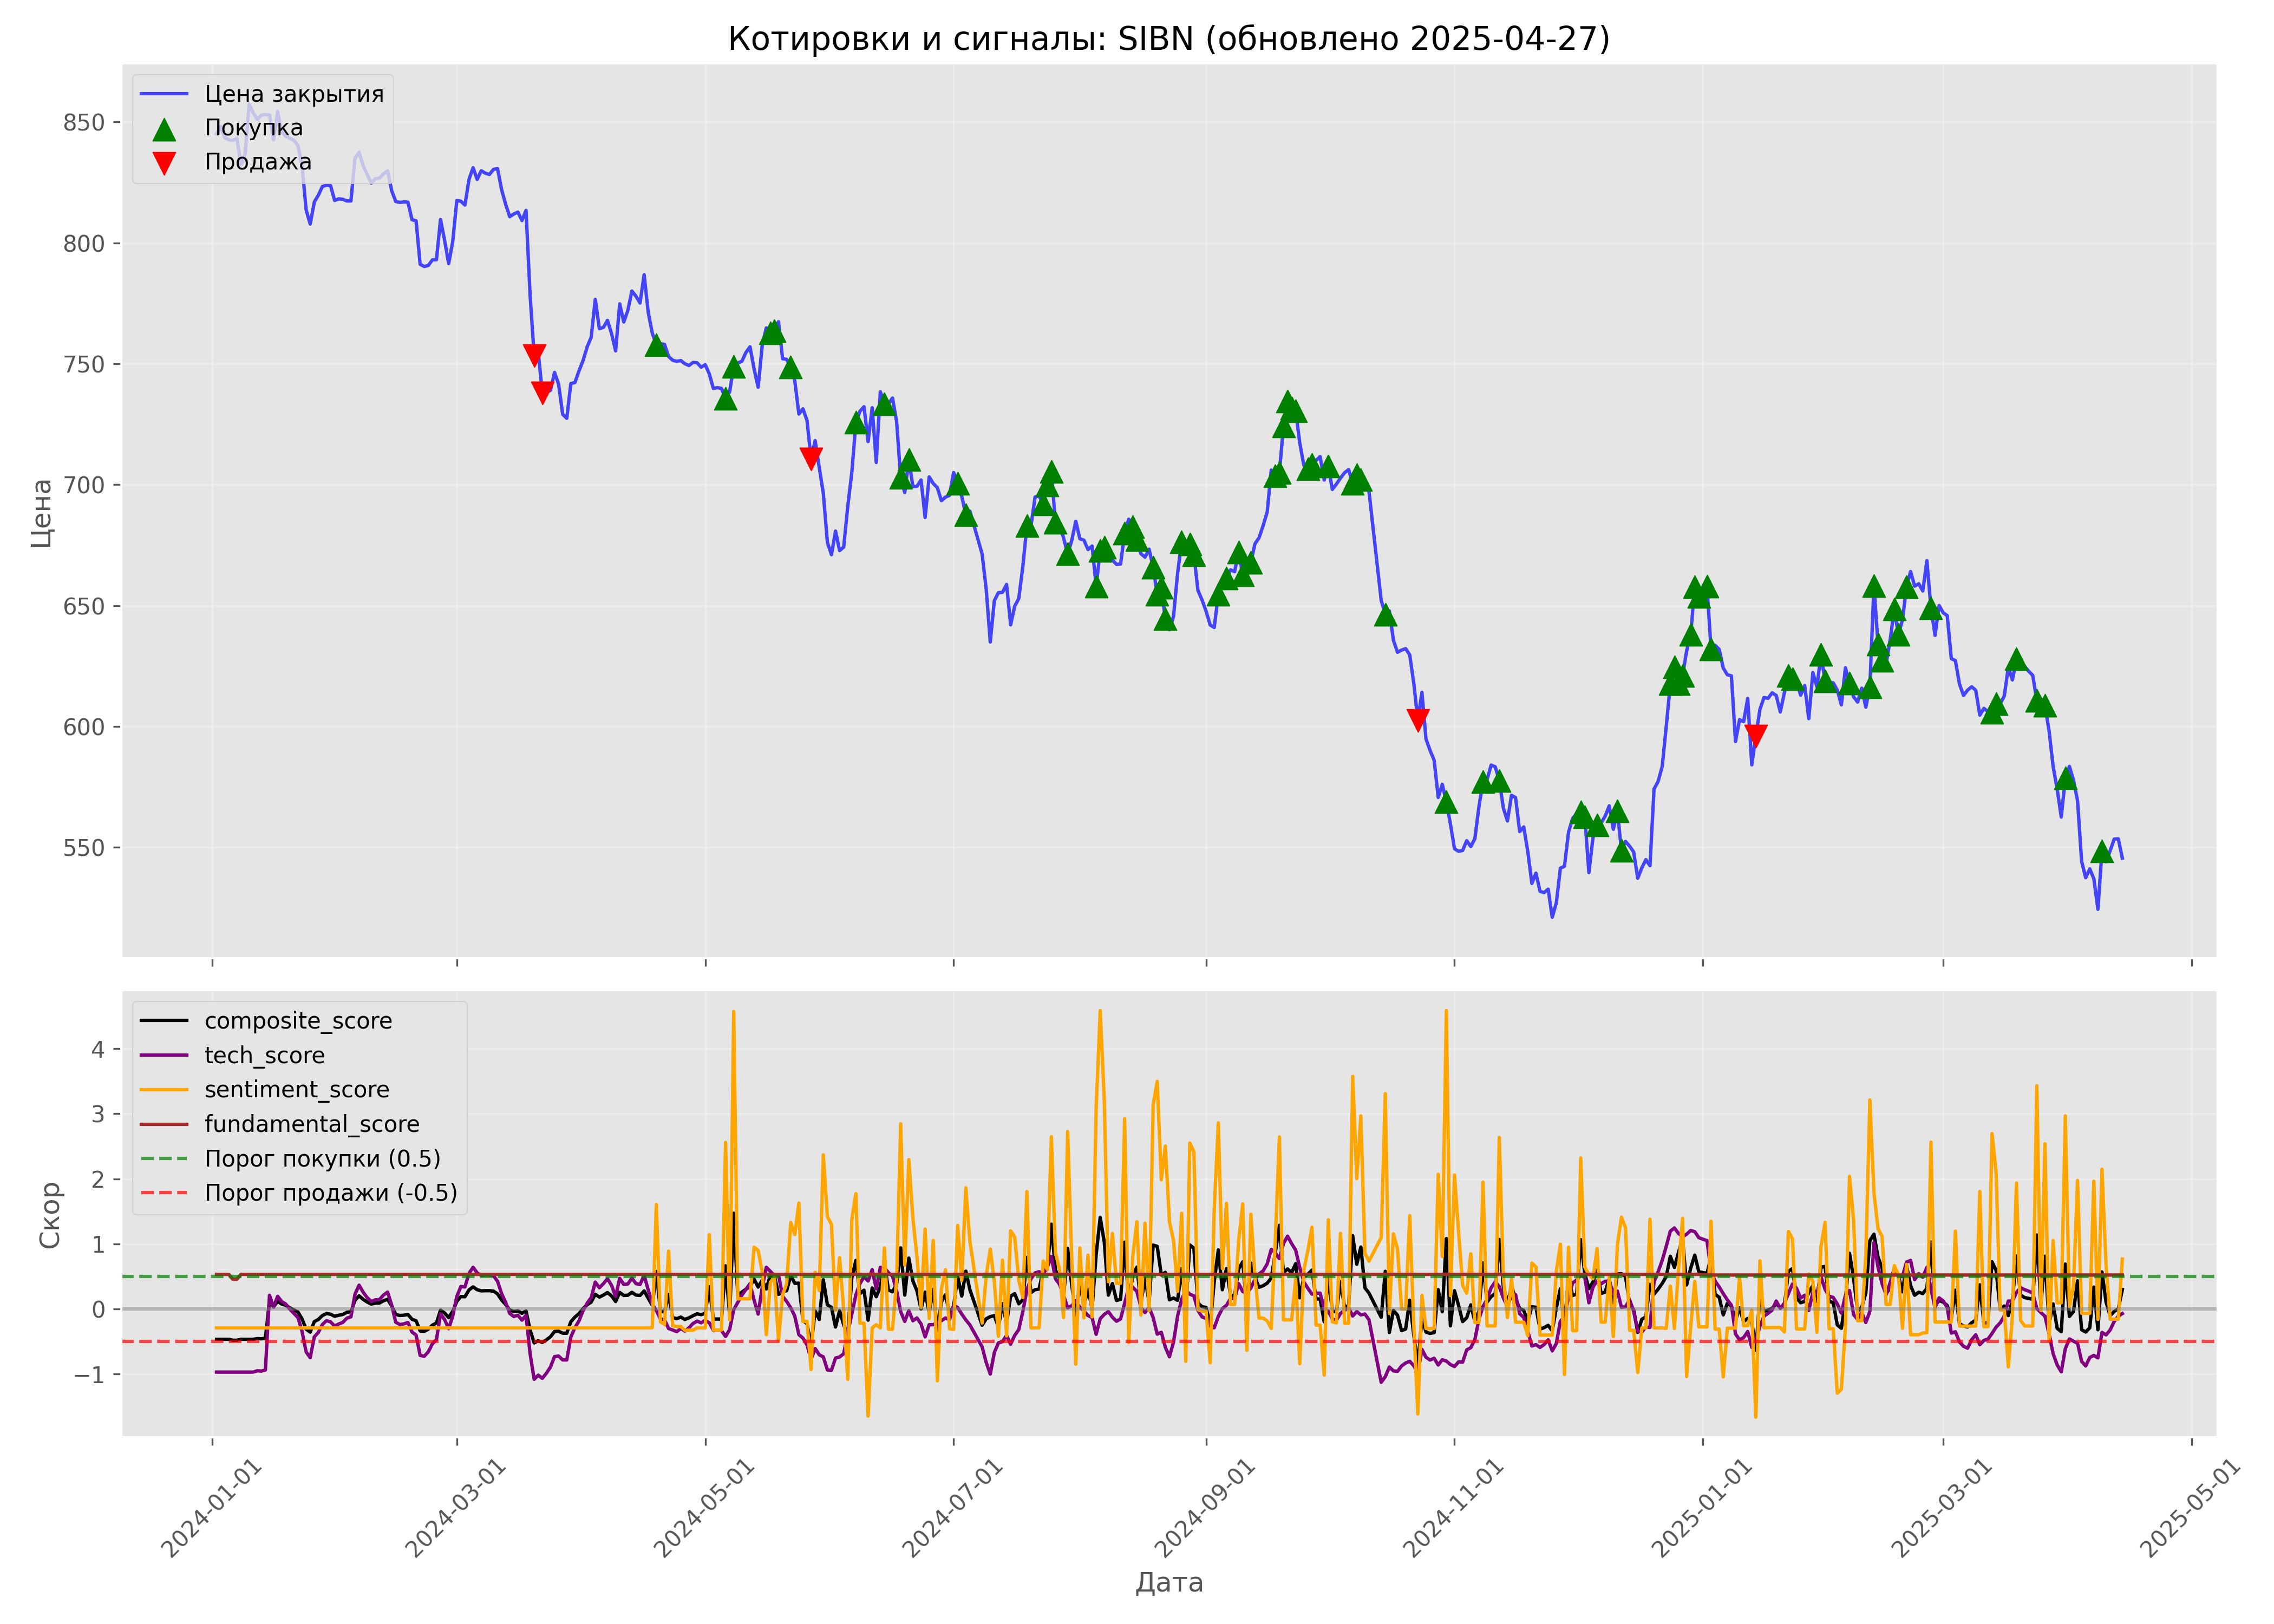 Котировки и сигналы: SIBN (обновлено 2025-04-27)
Цена закрытия
Покупка
Продажа
Цена
850
800
750
700
650
600
550
composite_score
tech_score
sentiment_score
fundamental_score
Порог покупки (0.5)
Порог продажи (-0.5)
Скор
4
3
2
1
0
−1
2024-01-01
2024-03-01
2024-05-01
2024-07-01
2024-09-01
2024-11-01
2025-01-01
2025-03-01
2025-05-01
Дата